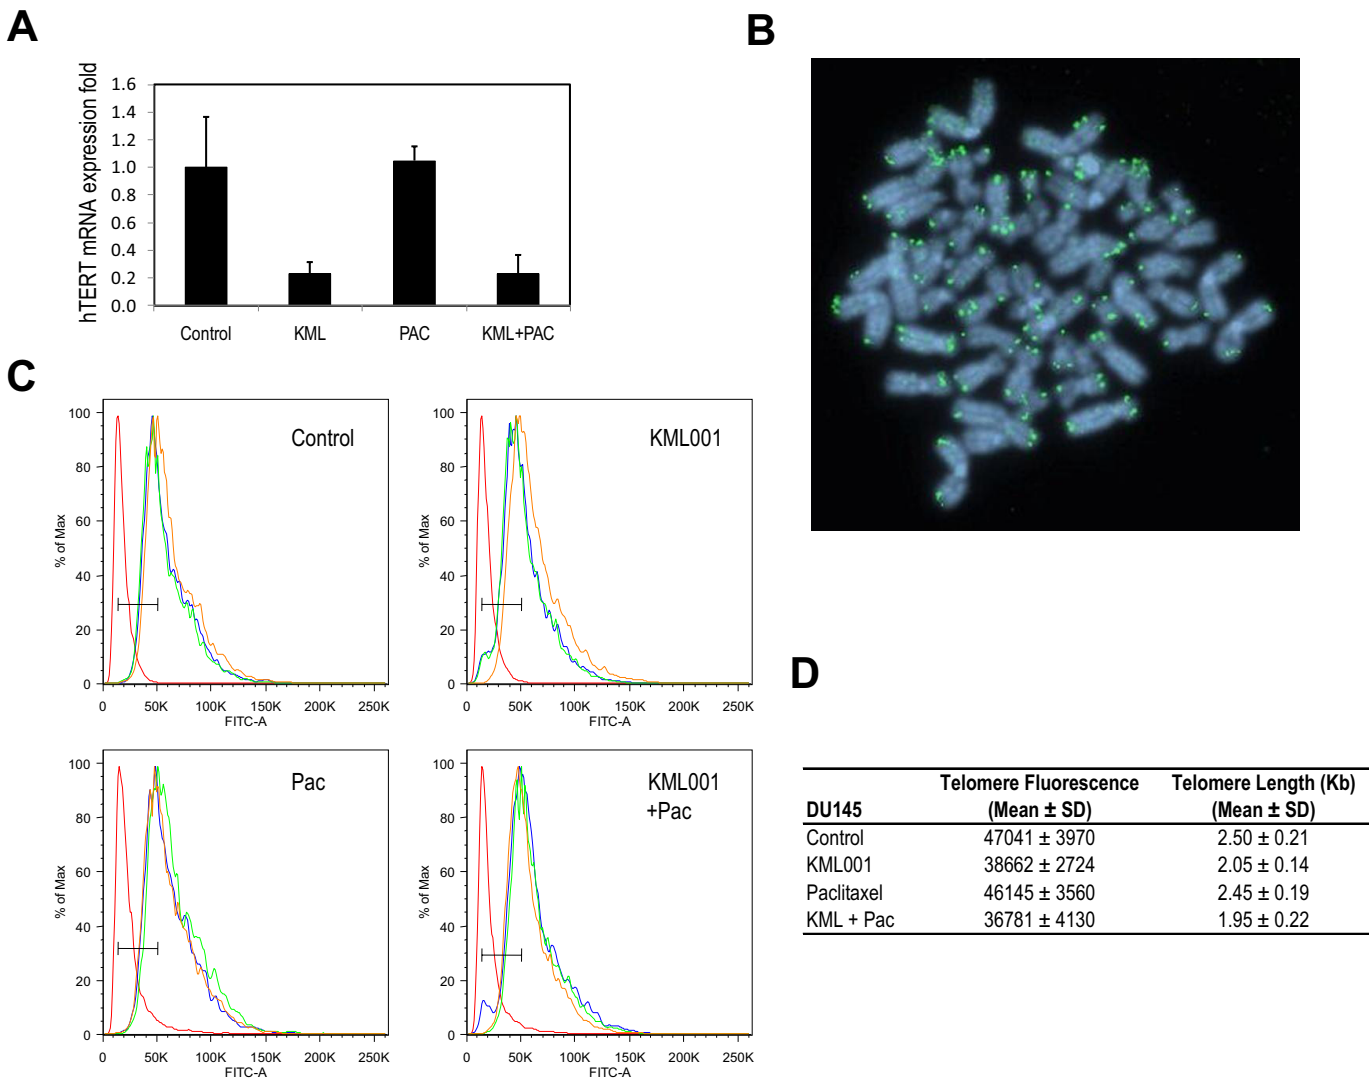 A
hTERT mRNA expression fold
1.6
1.4
1.2
1.0
0.8
0.6
0.4
0.2
0.0
Control KML PAC KML+PAC
B
C
Control
% of Max
100
80
60
40
20
0
0 50K 100K 150K 200K 250K
FITC-A
KML001
% of Max
100
80
60
40
20
0
0 50K 100K 150K 200K 250K
FITC-A
Pac
% of Max
100
80
60
40
20
0
0 50K 100K 150K 200K 250K
FITC-A
KML001
+Pac
% of Max
100
80
60
40
20
0
0 50K 100K 150K 200K 250K
FITC-A
D
Telomere Fluorescence Telomere Length (Kb)
DU145 (Mean ± SD) (Mean ± SD)
Control 47041 ± 3970 2.50 ± 0.21
KML001 38662 ± 2724 2.05 ± 0.14
Paclitaxel 46145 ± 3560 2.45 ± 0.19
KML + Pac 36781 ± 4130 1.95 ± 0.22